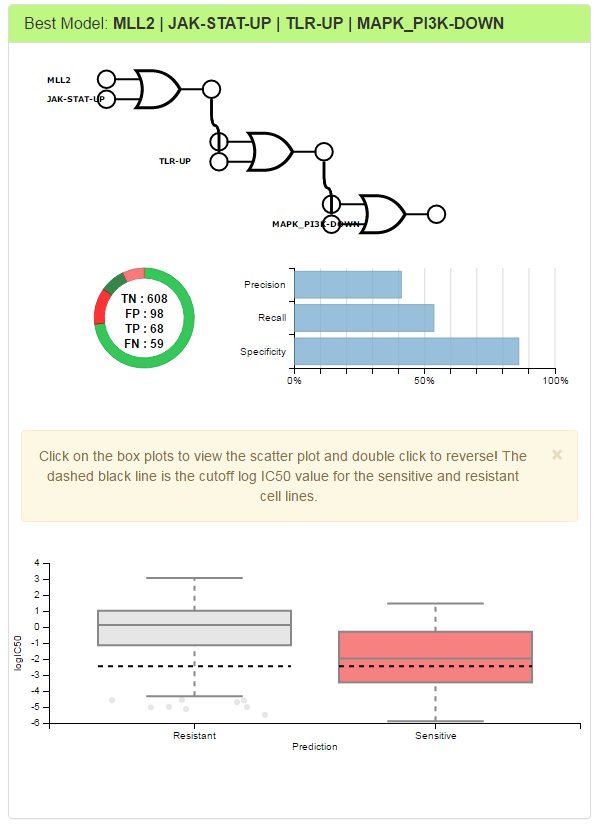 Best Model: MLL2 | JAK-STAT-UP | TLR-UP | MAPK_PI3K-DOWN
MLL2
JAK-STAT-UP
TLR-UP
MAPK_PI3K-DOWN
TN : 608
FP : 98
TP : 68
FN : 59
Precision
Recall
Specificity
0% 50% 100%
Click on the box plots to view the scatter plot and double click to reverse! The
dashed black line is the cutoff log IC50 value for the sensitive and resistant
cell lines.
×
4
3
2
1
0
-1
-2
-3
-4
-5
-6
logIC50
Resistant Sensitive
Prediction